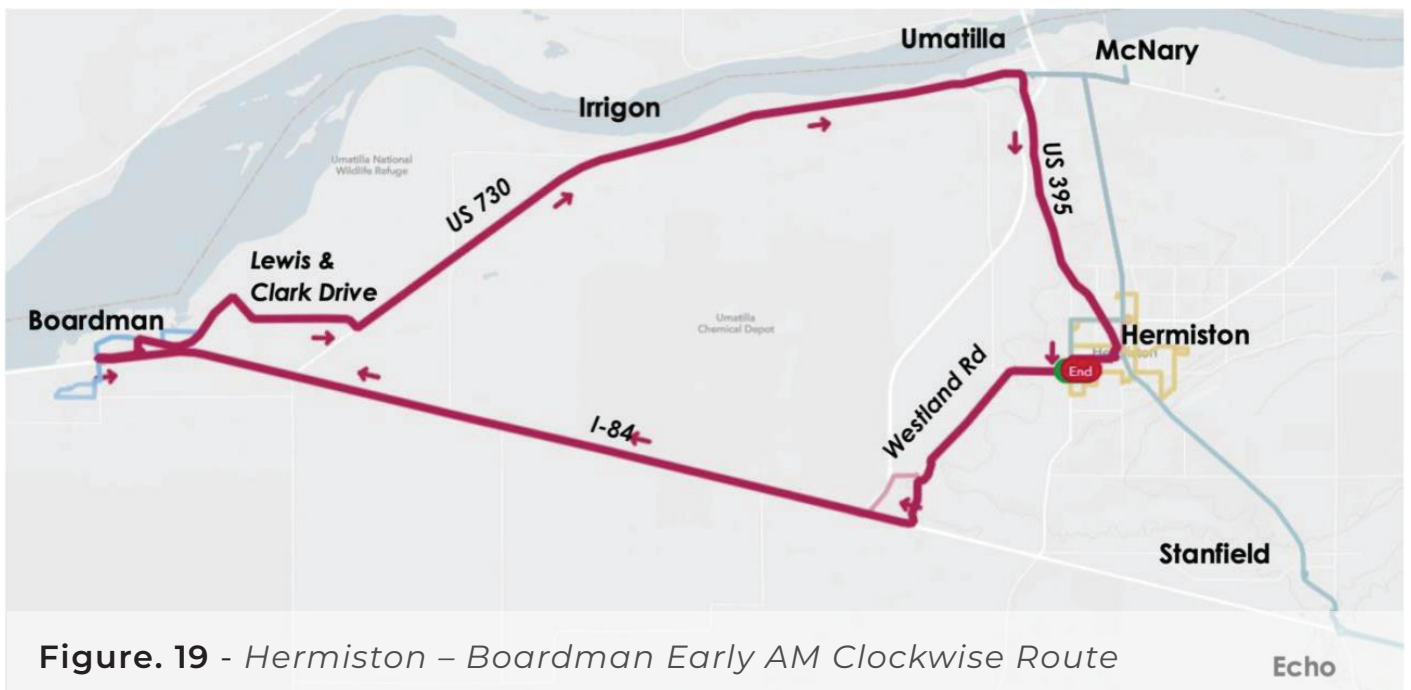 Umatilla
McNary
Irrigon
Umatilla National
Wildlife Refuge
US 730
US 395
Lewis &
Clark Drive
Boardman
Umatilla
Chemical Depot
Hermiston
End
Westland Rd
I-84
Stanfield
Echo
Figure. 19 - Hermiston – Boardman Early AM Clockwise Route